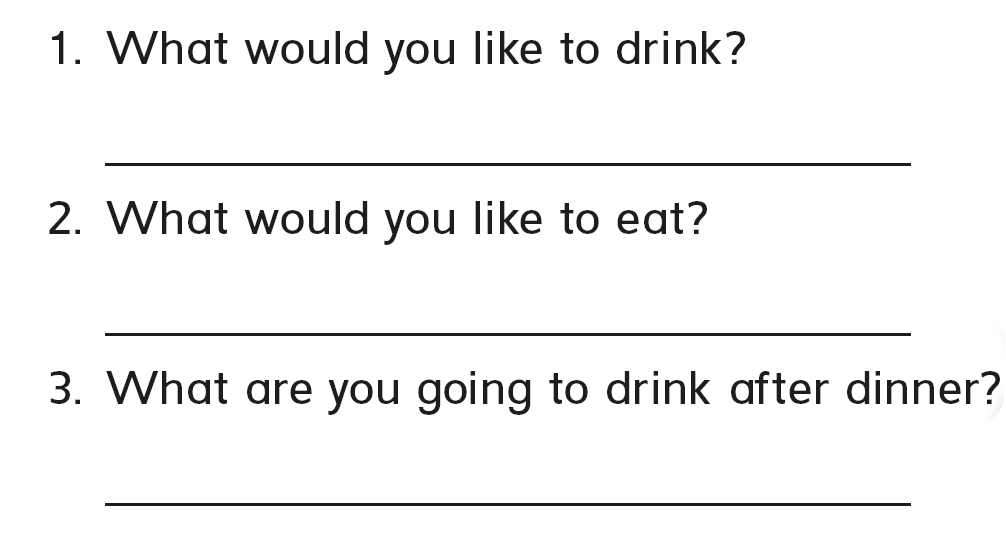 1. What would you like to drink?
2. What would you like to eat?
3. What are you going to drink after dinner?